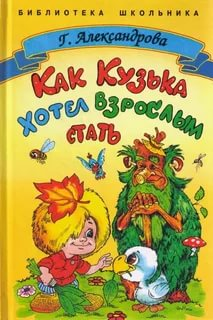 БИБЛИОТЕКА ШКОЛЬНИКА
Г. Александрова
Как Кузька
хотел взрослым
стать